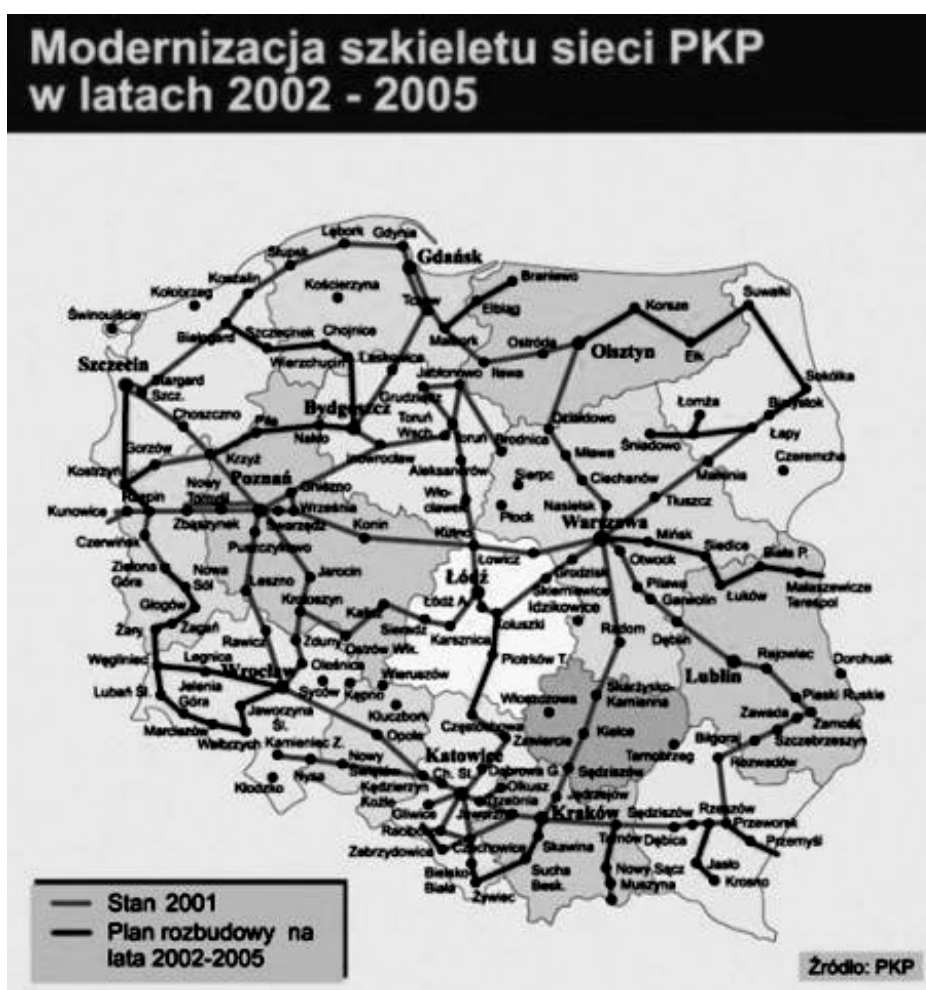 Modernizacja szkieletu sieci PKP
w latach 2002 - 2005
Lębork
Gdynia
Słupsk
Gdańsk
Koszalin
Braniewo
Kołobrzeg
Kościerzyna
Tczew
Elbląg
Korsze
Suwałki
Świnoujście
Białogard
Szczecinek
Chojnice
Malbork
Ostróda
Olsztyn
Wierzchucin
Laskowice
Iława
Ełk
Szczecin
Stargard
Szcz.
Jabłonowo
Sokółka
Grudziądz
Choszczno
Piła
Bydgoszcz
Toruń
Wsch.
Działdowo
Łomża
Białystok
Nakło
Toruń
Brodnica
Śniadowo
Łapy
Gorzów
Krzyż
Inowrocław
Mława
Kostrzyn
Poznań
Aleksandrów
Sierpc
Ciechanów
Małkinia
Czeremcha
Rzepin
Nowy
Tomyśl
Gniezno
Wło-
cławek
Nasielsk
Tłuszcz
Kunowice
Zbąszynek
Swarzędz
Września
Płock
Warszawa
Czerwińsk
Puszczykowo
Konin
Kutno
Mińsk
Łowicz
Siedlce
Biała P.
Otwock
Zielona
Góra
Nowa
Sól
Leszno
Jarocin
Łódź
Grodzisk
Skierniewice
Pilawa
Małaszewicze
Terespol
Głogów
Krotoszyn
Kalisz
Łódź A.
Idzikowice
Garwolin
Łuków
Żary
Żagań
Rawicz
Zduny
Sieradz
Karsznice
Koluszki
Radom
Dęblin
Węgliniec
Legnica
Ostrów Wlk.
Piotrków T.
Rejowiec
Dorohusk
Wrocław
Oleśnica
Wieruszów
Lublin
Lubań Śl.
Jelenia
Góra
Syców
Kępno
Włoszczowa
Skarżysko-
Kamienna
Piaski Ruskie
Jaworzyna
Śl.
Kluczbork
Częstochowa
Zawada
Zamość
Marciszów
Wałbrzych
Opole
Zawiercie
Kielce
Biłgoraj
Szczebrzeszyn
Kamieniec Z.
Katowice
Tarnobrzeg
Nowy
Ch. Śl.
Dąbrowa G.
Sędziszów
Rozwadów
Kłodzko
Nysa
Kędzierzyn
Koźle
Olkusz
Trzebinia
Jędrzejów
Gliwice
Jaworzno
Kraków
Sędziszów
Rzeszów
Racibórz
Tarnów
Dębica
Przeworsk
Zebrzydowice
Czechowice
Skawina
Przemyśl
Bielsko
Biała
Sucha
Besk.
Nowy Sącz
Jasło
Żywiec
Muszyna
Krosno
Stan 2001
Plan rozbudowy na
lata 2002-2005
Źródło: PKP